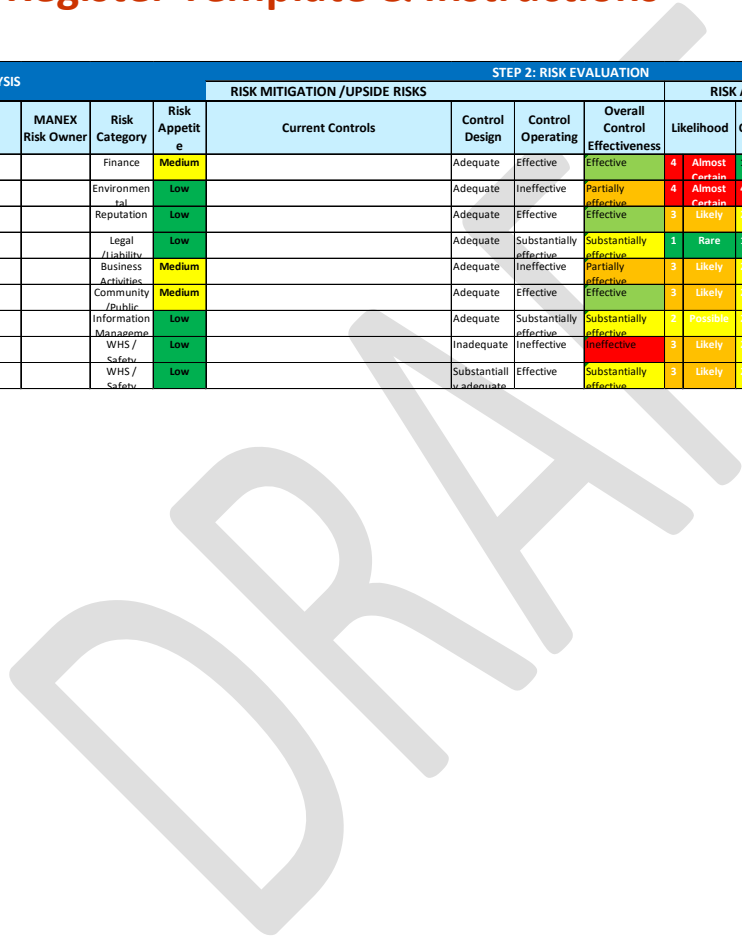 Register Template & Instructions
YSIS
STEP 2: RISK EVALUATION
RISK MITIGATION /UPSIDE RISKS
RISK
MANEX Risk Owner
Risk Category
Risk Appetit e
Current Controls
Control Design
Control Operating
Overall Control Effectiveness
Likelihood
Finance Medium Adequate Effective Effective 4 Almost Certain
Environmen tal Low Adequate Ineffective Partially effective 4 Almost Certain
Reputation Low Adequate Effective Effective 3 Likely
Legal /Liability Low Adequate Substantially effective Substantially effective 1 Rare
Business Activities Medium Adequate Ineffective Partially effective 3 Likely
Community /Public Medium Adequate Effective Effective 3 Likely
Information Manageme Low Adequate Substantially effective Substantially effective 2 Possible
WHS / Safety Low Inadequate Ineffective Ineffective 3 Likely
WHS / Safety Low Substantiall y adequate Effective Substantially effective 3 Likely
DRAF